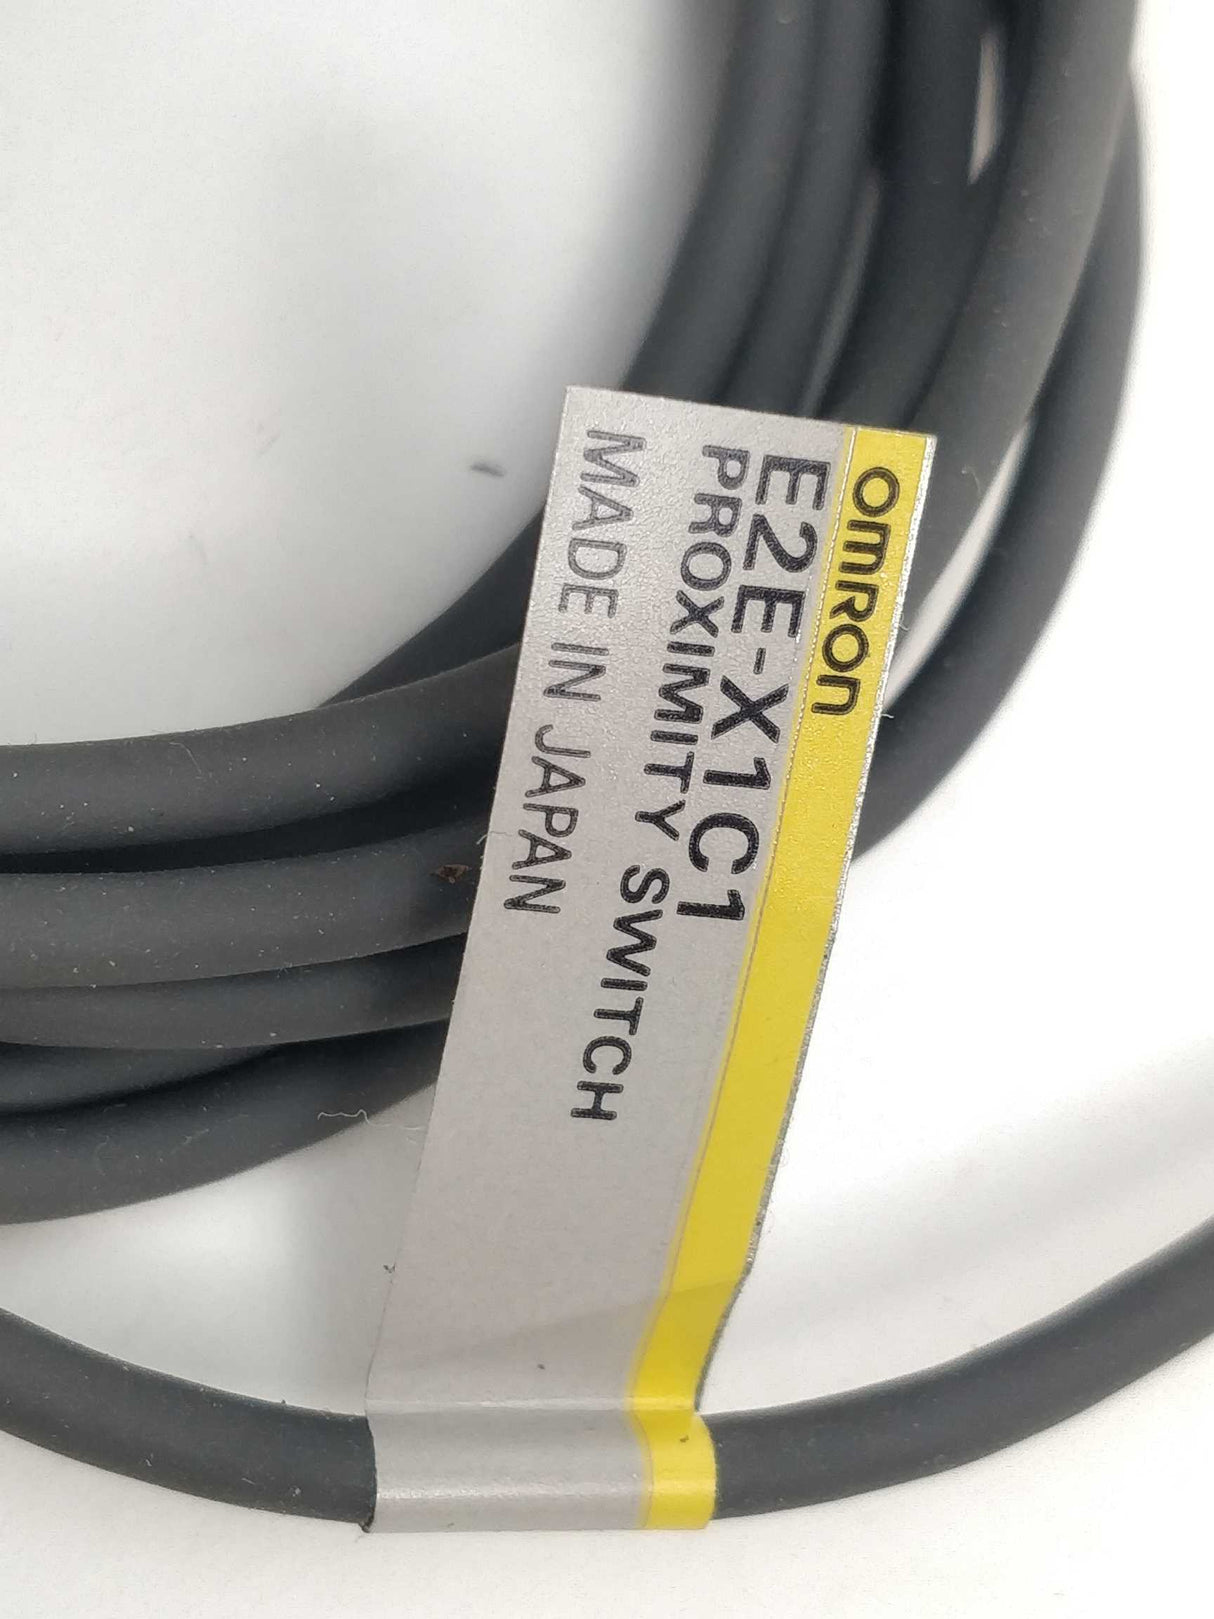 OMRON
E2E-X1C1
PROXIMITY SWITCH
MADE IN JAPAN